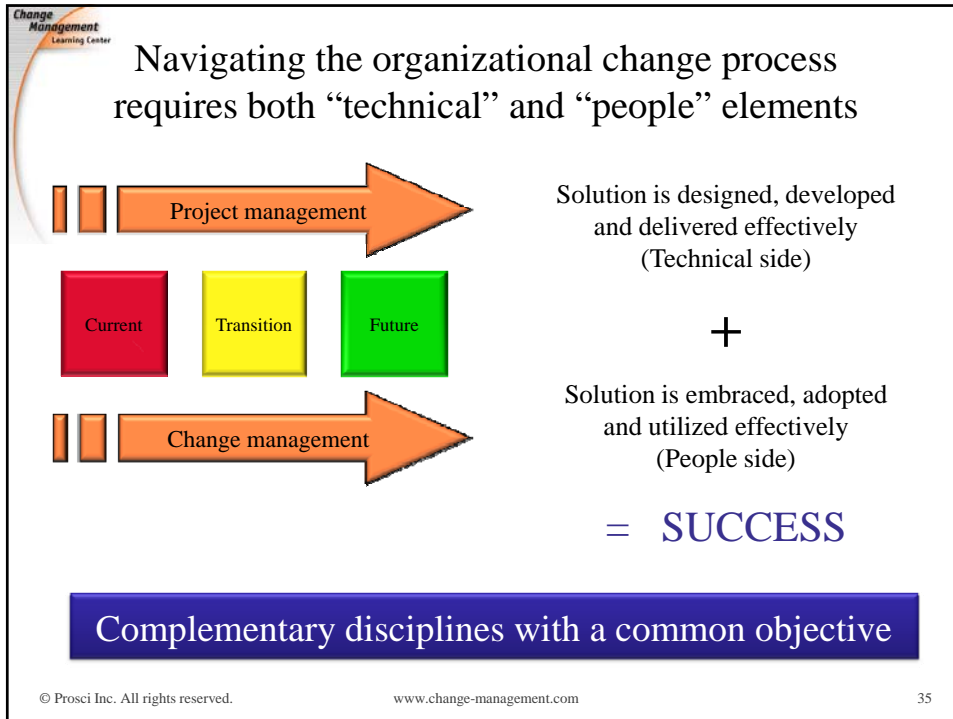 Change
Management
Learning Center
Navigating the organizational change process
requires both “technical” and “people” elements
Project management
Solution is designed, developed
and delivered effectively
(Technical side)
Current
Transition
Future
+
Change management
Solution is embraced, adopted
and utilized effectively
(People side)
= SUCCESS
Complementary disciplines with a common objective
© Prosci Inc. All rights reserved.
www.change-management.com
35